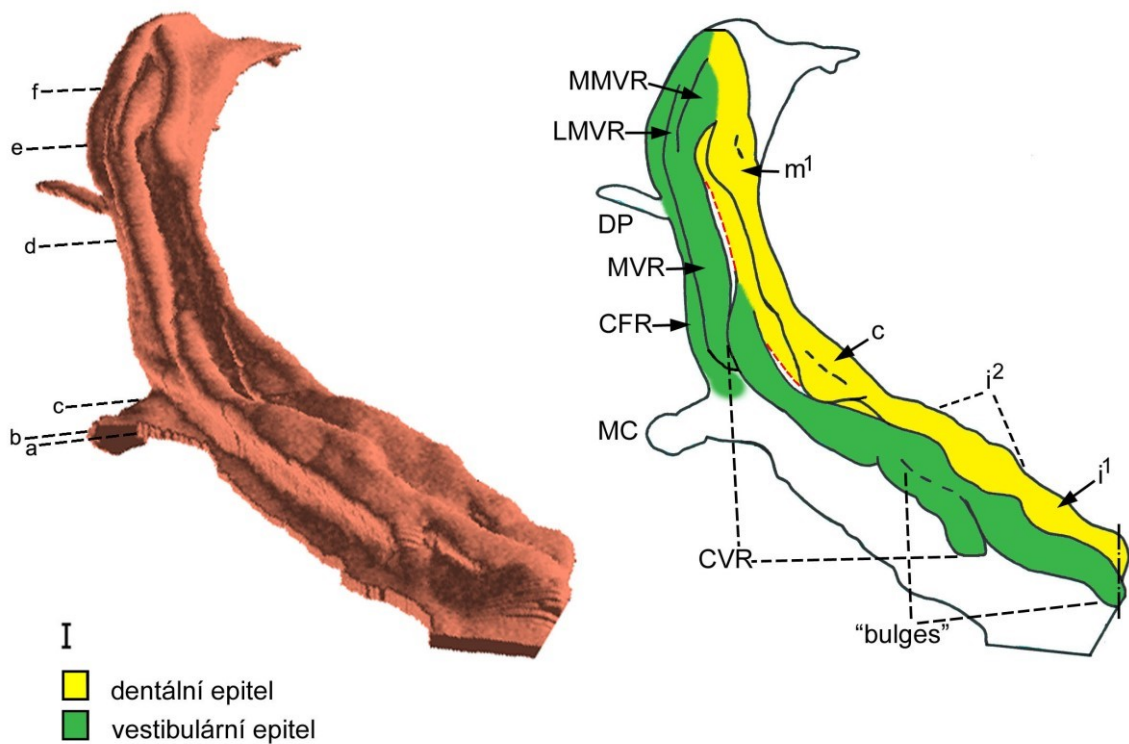 f
e
d
c
b
a
I
dentální epitel
vestibulární epitel
MMVR
LMVR
m¹
DP
MVR
CFR
c
i²
MC
i¹
CVR
“bulges”